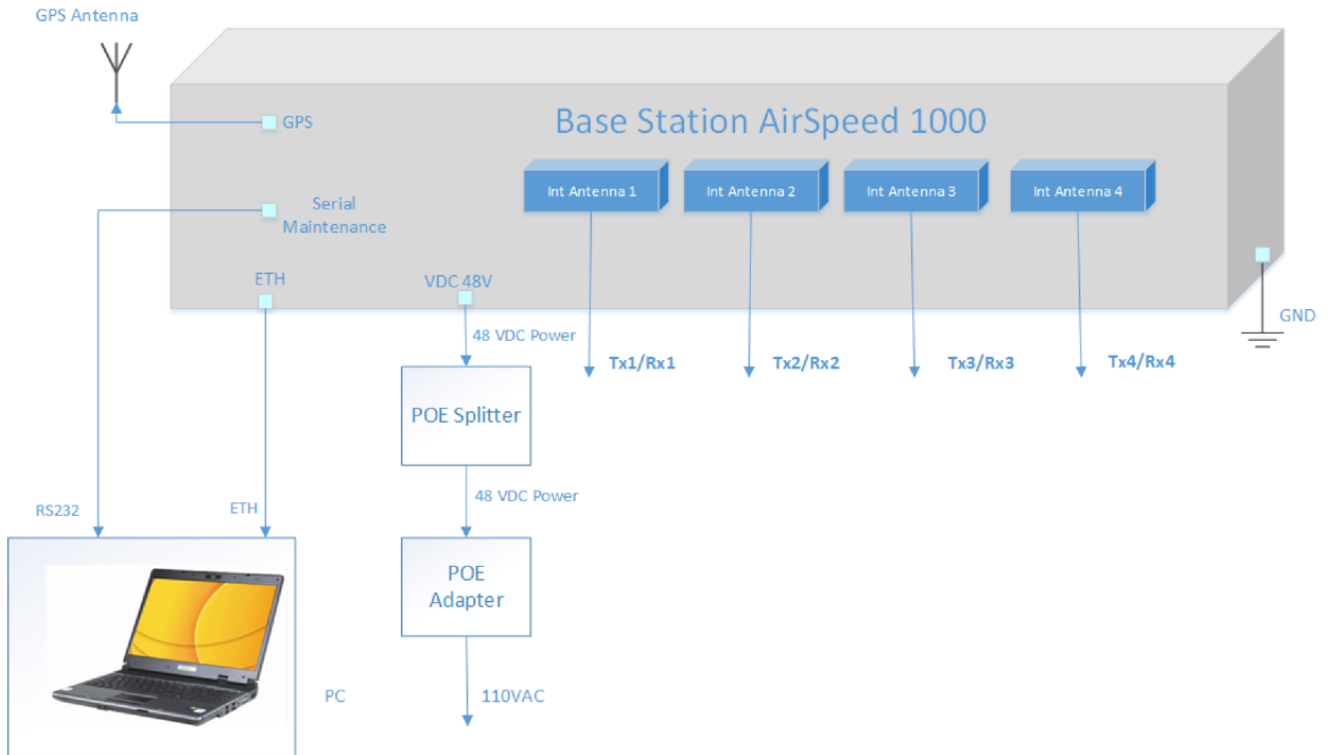 GPS Antenna
Base Station AirSpeed 1000
GPS
Int Antenna 1
Int Antenna 2
Int Antenna 3
Int Antenna 4
Serial
Maintenance
ETH
VDC 48V
GND
48 VDC Power
Tx1/Rx1
Tx2/Rx2
Tx3/Rx3
Tx4/Rx4
POE Splitter
48 VDC Power
RS232
ETH
POE
Adapter
PC
110VAC